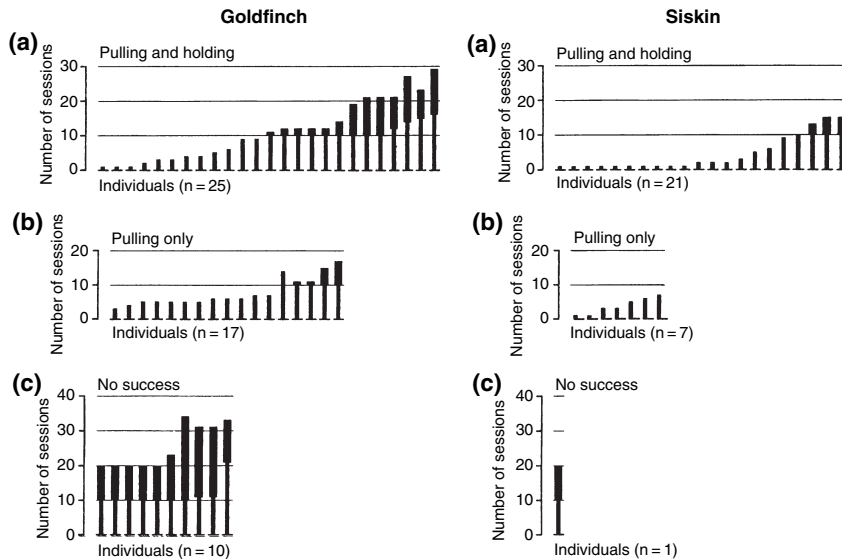 Goldfinch
(a)
Pulling and holding
Number of sessions
30
20
10
0
Individuals (n = 25)
(b)
Pulling only
Number of sessions
20
10
0
Individuals (n = 17)
(c)
No success
Number of sessions
40
30
20
10
0
Individuals (n = 10)
Siskin
(a)
Pulling and holding
Number of sessions
30
20
10
0
Individuals (n = 21)
(b)
Pulling only
Number of sessions
20
10
0
Individuals (n = 7)
(c)
No success
Number of sessions
40
30
20
10
0
Individuals (n = 1)